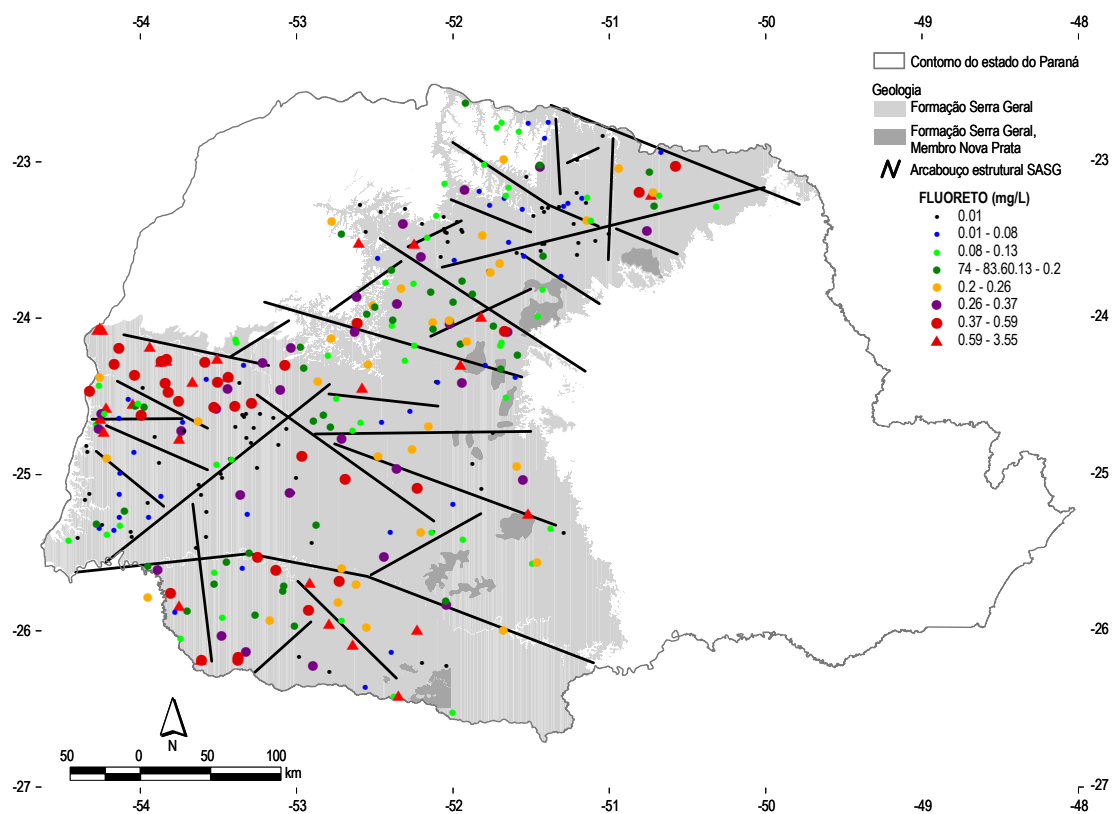 -54 -53 -52 -51 -50 -49 -48
Contorno do estado do Paraná
Geologia
Formação Serra Geral
Formação Serra Geral,
Membro Nova Prata
Arcabouço estrutural SASG
FLUORETO (mg/L)
0.01
0.01 - 0.08
0.08 - 0.13
74 - 83.60.13 - 0.2
0.2 - 0.26
0.26 - 0.37
0.37 - 0.59
0.59 - 3.55
-23 -23
-24 -24
-25 -25
-26 -26
N
50 0 50 100
km
-27 -27
-54 -53 -52 -51 -50 -49 -48